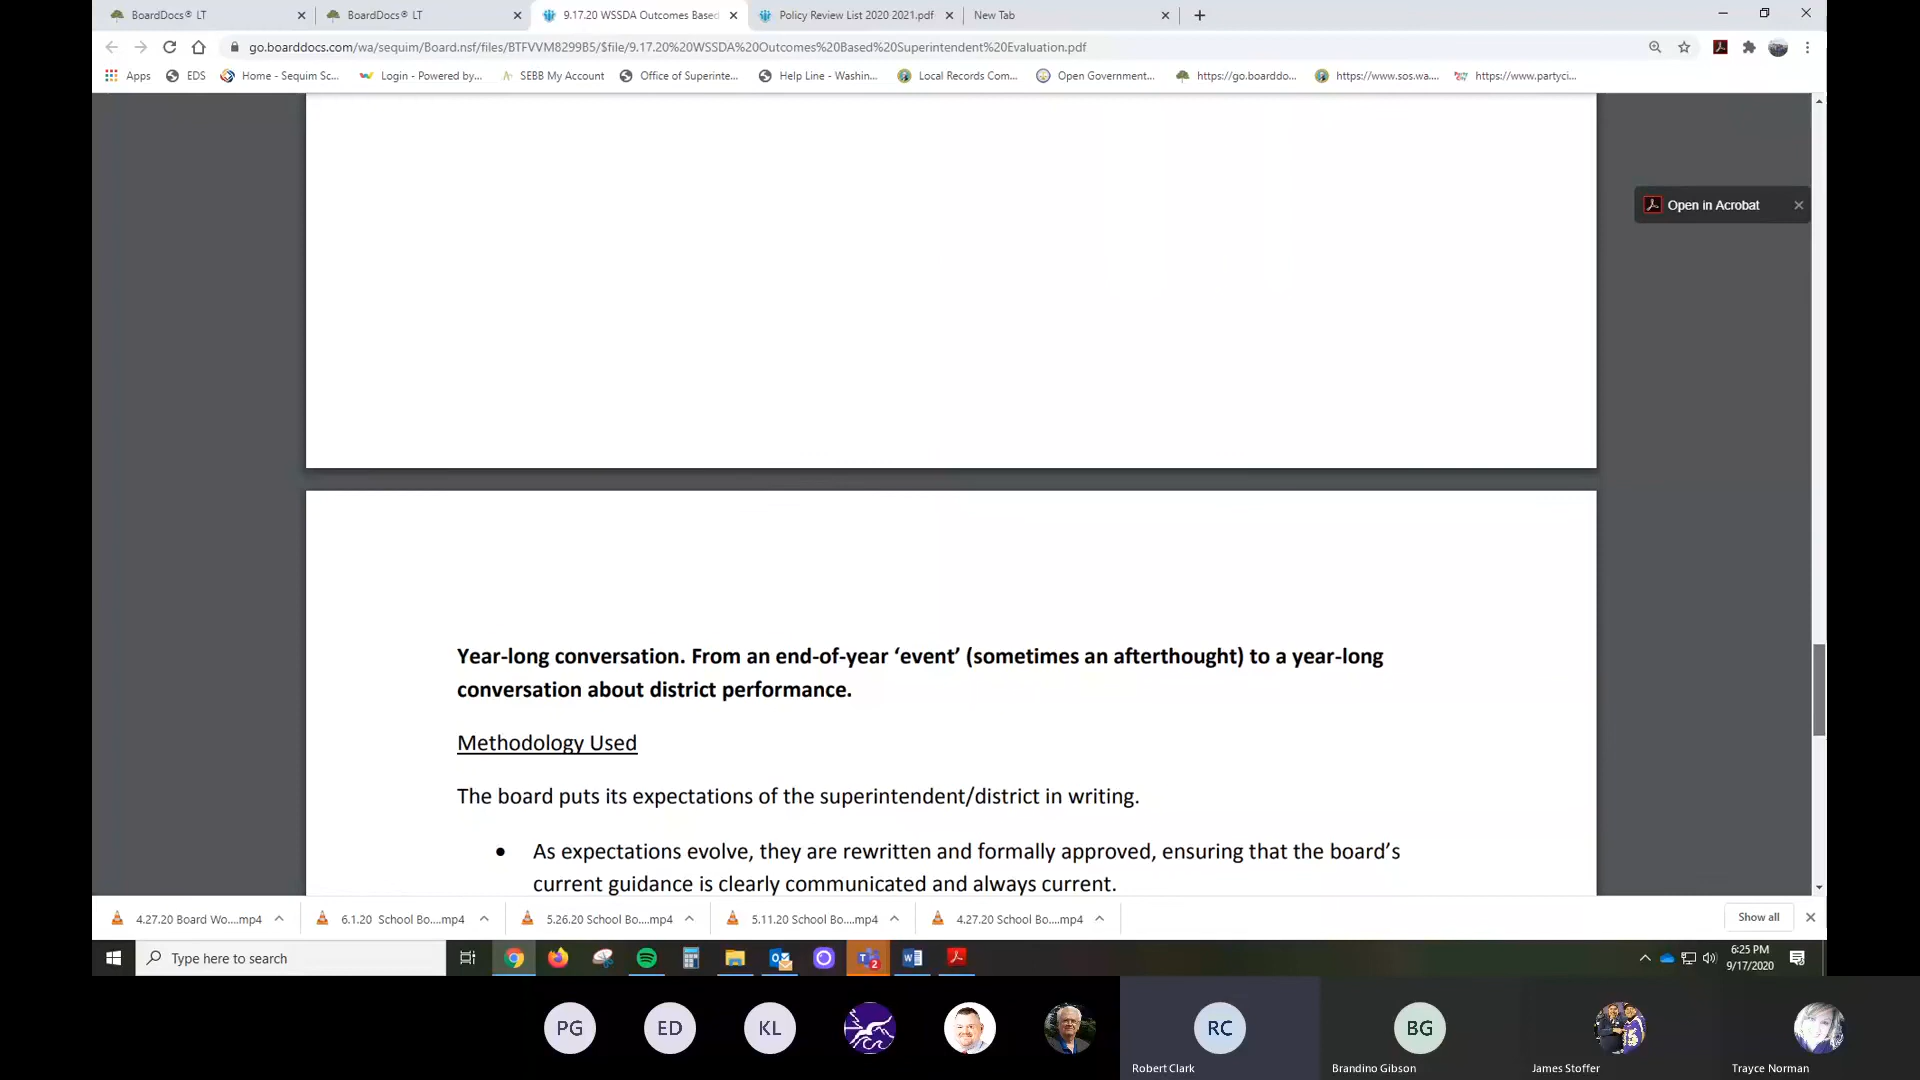 BoardDocs® LT
BoardDocs® LT
9.17.20 WSSDA Outcomes Based
Policy Review List 2020 2021.pdf
New Tab
go.boarddocs.com/wa/sequim/Board.nsf/files/BTFVVM8299B5/$file/9.17.20%20WSSDA%20Outcomes%20Based%20Superintendent%20Evaluation.pdf
Apps
EDS
Home - Sequim Sc...
Login - Powered by...
SEBB My Account
Office of Superinte...
Help Line - Washin...
Local Records Com...
Open Government...
https://go.boarddo...
https://www.sos.wa....
https://www.partyci...
Open in Acrobat
Year-long conversation. From an end-of-year ‘event’ (sometimes an afterthought) to a year-long
conversation about district performance.
Methodology Used
The board puts its expectations of the superintendent/district in writing.
• As expectations evolve, they are rewritten and formally approved, ensuring that the board’s
current guidance is clearly communicated and always current.
4.27.20 Board Wo....mp4
6.1.20 School Bo....mp4
5.26.20 School Bo....mp4
5.11.20 School Bo....mp4
4.27.20 School Bo....mp4
Show all
Type here to search
2
6:25 PM
9/17/2020
PG
ED
KL
RC
BG
Robert Clark
Brandino Gibson
James Stoffer
Trayce Norman